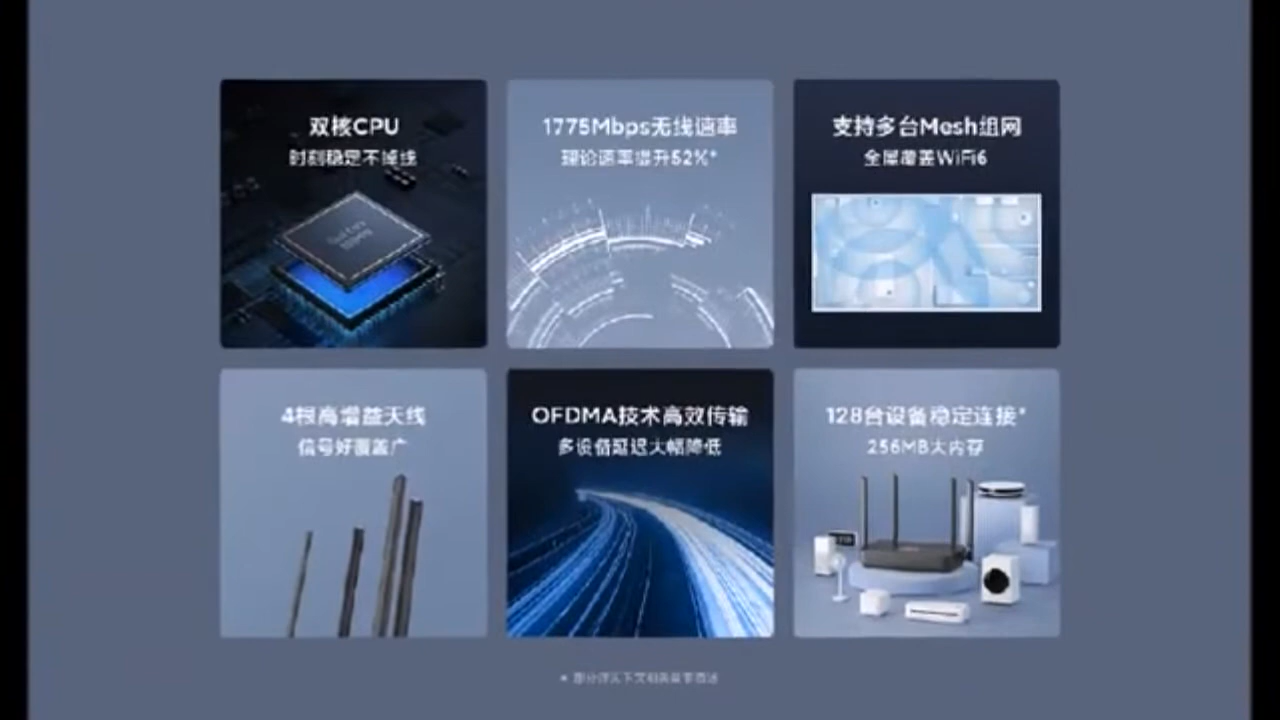 双核CPU
时刻稳定不掉线
1775Mbps无线速率
理论速率提升52%*
支持多台Mesh组网
全屋覆盖WiFi6
4根高增益天线
信号好覆盖广
OFDMA技术高效传输
多设备延迟大幅降低
128台设备稳定连接*
256MB大内存